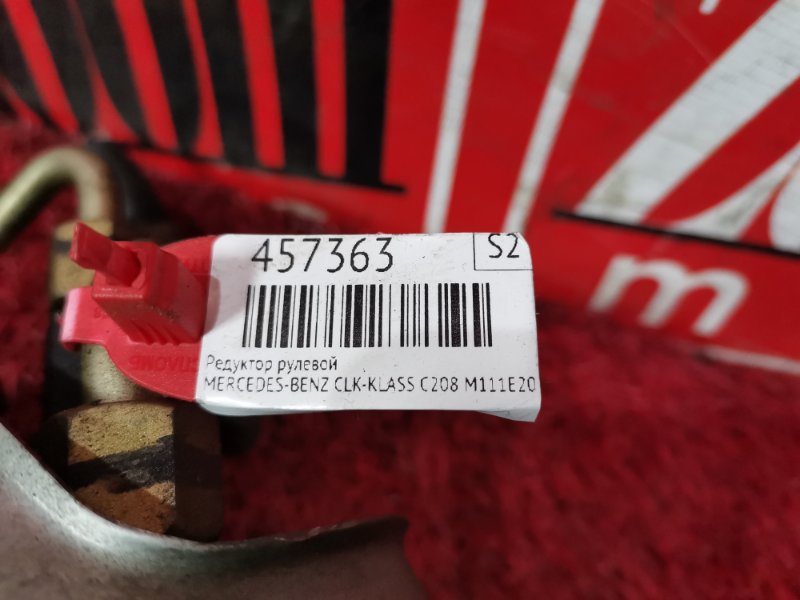 457363 S2
Редуктор рулевой
MERCEDES-BENZ CLK-KLASS C208 M111E20
m